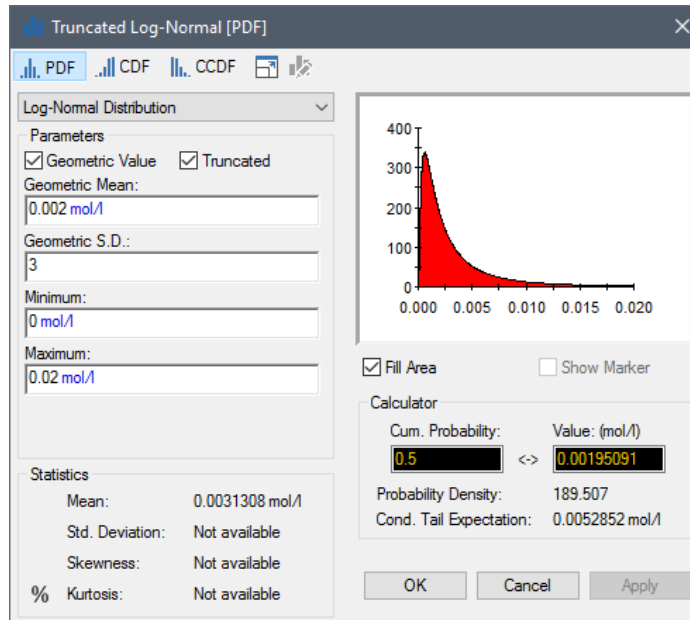 Truncated Log-Normal [PDF]
PDF CDF CCDF
Log-Normal Distribution
Parameters
Geometric Value Truncated
Geometric Mean:
0.002 mol/l
Geometric S.D.:
3
Minimum:
0 mol/l
Maximum:
0.02 mol/l
Statistics
Mean: 0.0031308 mol/l
Std. Deviation: Not available
Skewness: Not available
% Kurtosis: Not available
400
300
200
100
0
0.000 0.005 0.010 0.015 0.020
Fill Area Show Marker
Calculator
Cum. Probability: Value: (mol/l)
0.5 <-> 0.00195091
Probability Density: 189.507
Cond. Tail Expectation: 0.0052852 mol/l
OK Cancel Apply